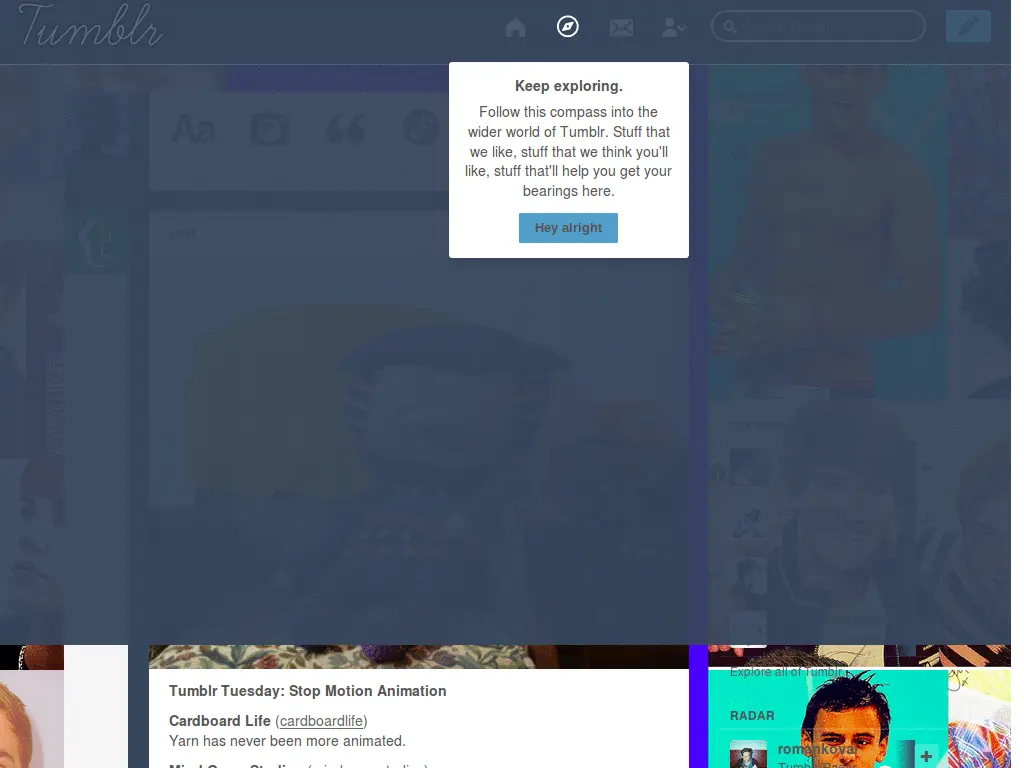 Tumblr
Keep exploring.
Follow this compass into the
wider world of Tumblr. Stuff that
we like, stuff that we think you'll
like, stuff that'll help you get your
bearings here.
Hey alright
Aa
Tumblr Tuesday: Stop Motion Animation
Cardboard Life (cardboardlife)
Yarn has never been more animated.
Explore all of Tumblr
RADAR